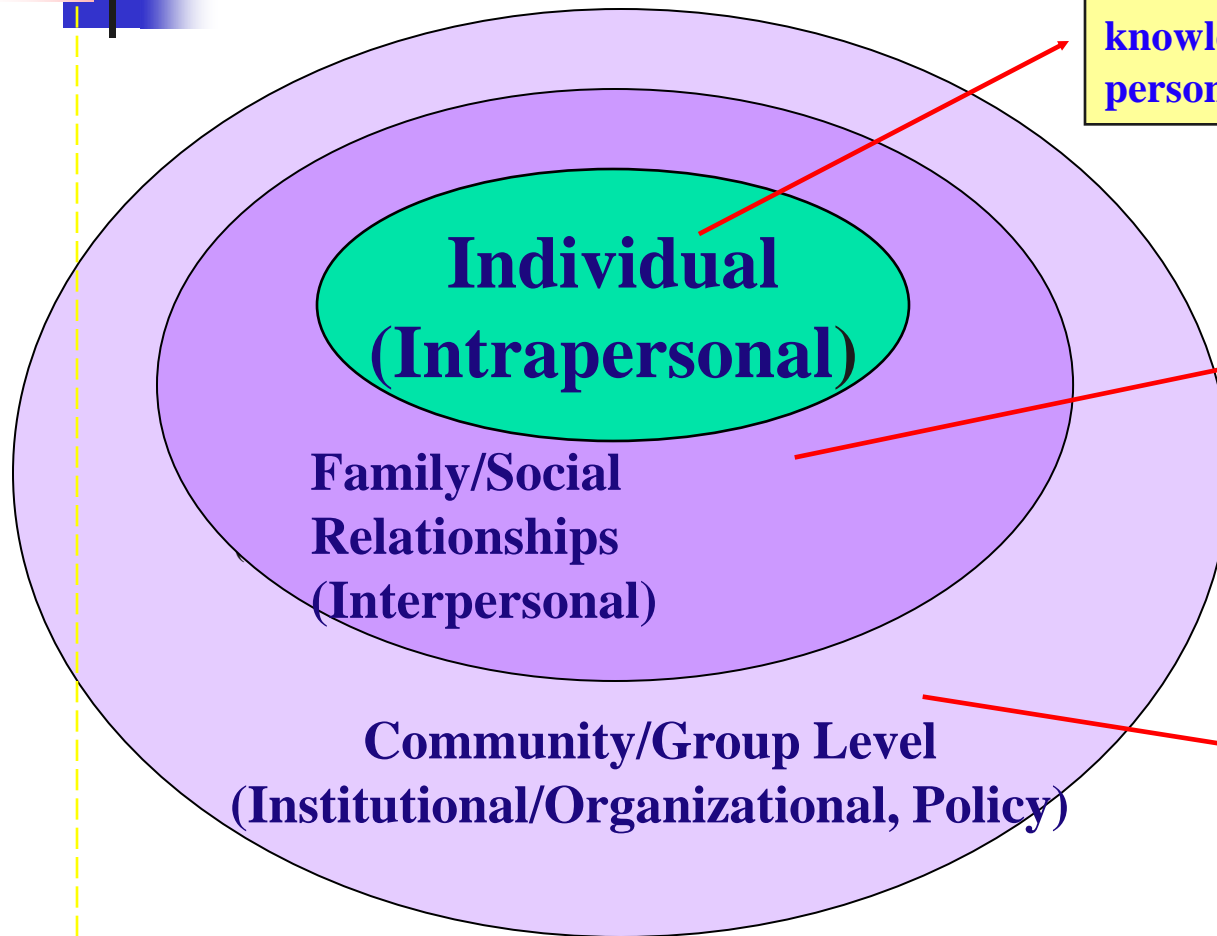 Individual
(Intrapersonal)
Family/Social
Relationships
(Interpersonal)
Community/Group Level
(Institutional/Organizational, Policy)